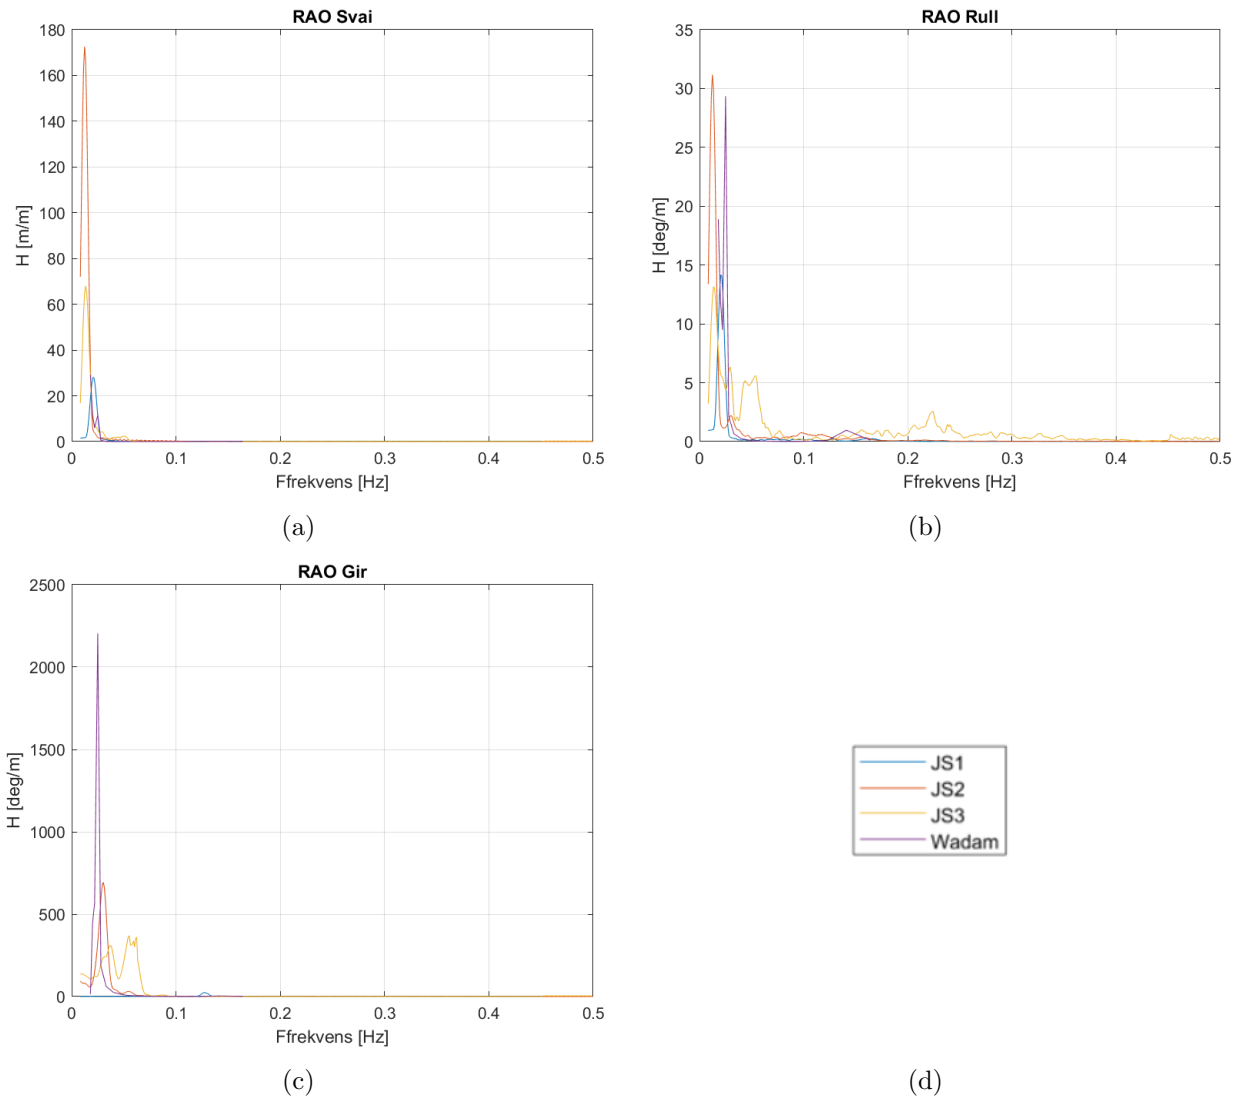 RAO Svai
180
160
140
120
100
80
60
40
20
0
H [m/m]
0 0.1 0.2 0.3 0.4 0.5
Ffrekvens [Hz]
(a)
RAO Rull
35
30
25
20
15
10
5
0
H [deg/m]
0 0.1 0.2 0.3 0.4 0.5
Ffrekvens [Hz]
(b)
RAO Gir
2500
2000
1500
1000
500
0
H [deg/m]
0 0.1 0.2 0.3 0.4 0.5
Ffrekvens [Hz]
(c)
JS1
JS2
JS3
Wadam
(d)